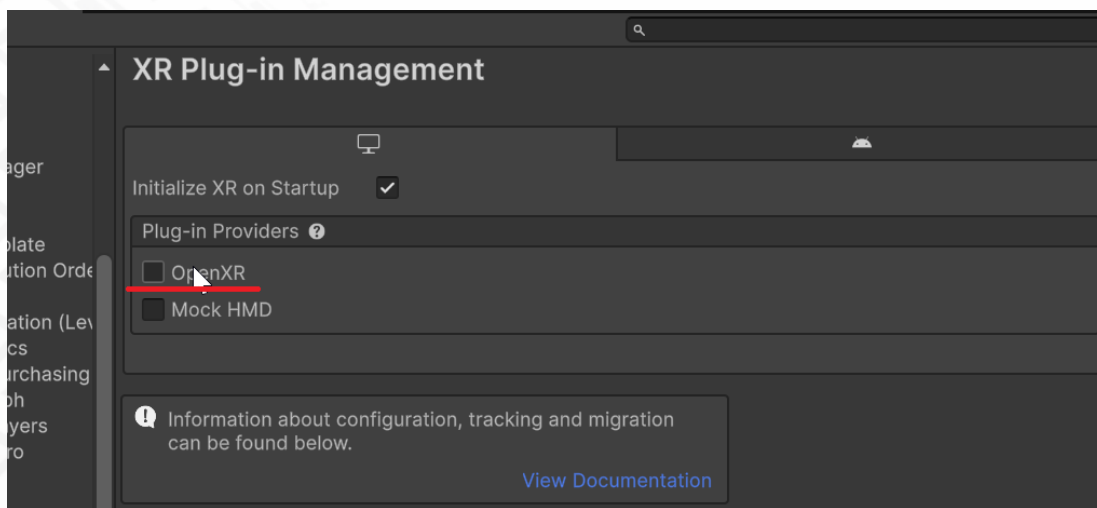 XR Plug-in Management
ager
Initialize XR on Startup
Plug-in Providers
plate
ution Orde
OpenXR
Mock HMD
ation (Lev
cs
urchasing
ph
Information about configuration, tracking and migration
can be found below.
ayers
ro
View Documentation